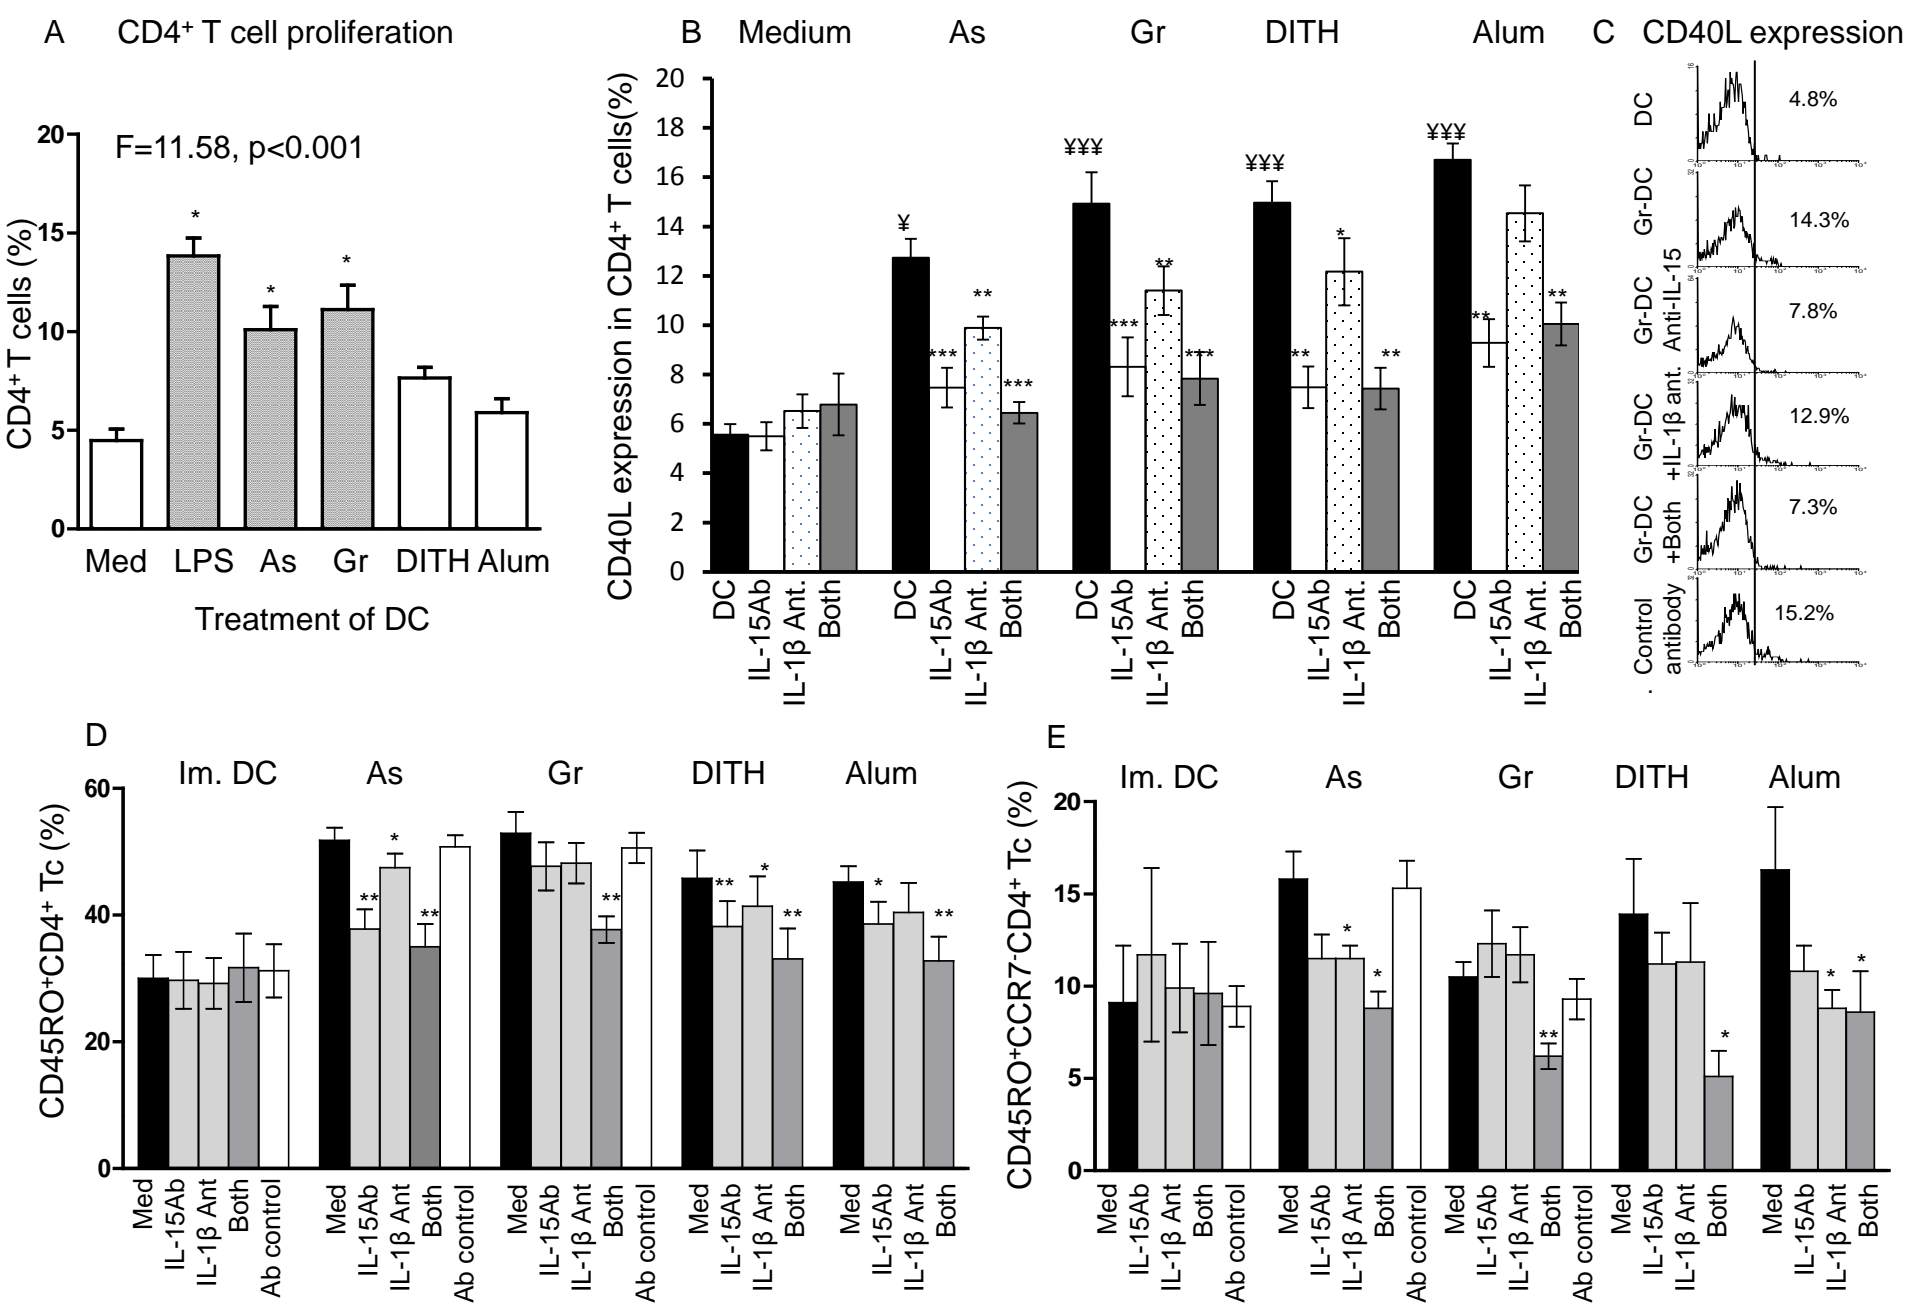 A CD4⁺ T cell proliferation
F=11.58, p<0.001
CD4⁺ T cells (%)
20
15
10
5
0
* * *
Med LPS As Gr DITH Alum
Treatment of DC
B Medium As Gr DITH Alum
CD40L expression in CD4⁺ T cells(%)
20
18
16
14
12
10
8
6
4
2
0
¥ *** ** ***
¥¥¥ *** ** ***
¥¥¥ ** * **
¥¥¥ ** **
DC IL-15Ab IL-1β Ant. Both
DC IL-15Ab IL-1β Ant. Both
DC IL-15Ab IL-1β Ant. Both
DC IL-15Ab IL-1β Ant. Both
DC IL-15Ab IL-1β Ant. Both
C CD40L expression
DC
4.8%
Gr-DC
14.3%
Gr-DC
Anti-IL-15
7.8%
Gr-DC
+IL-1β ant.
12.9%
Gr-DC
+Both
7.3%
Control
antibody
15.2%
.
D
Im. DC As Gr DITH Alum
CD45RO⁺CD4⁺ Tc (%)
60
40
20
0
** * **
**
** * **
* **
Med IL-15Ab IL-1β Ant Both Ab control
Med IL-15Ab IL-1β Ant Both Ab control
Med IL-15Ab IL-1β Ant Both Ab control
Med IL-15Ab IL-1β Ant Both
Med IL-15Ab IL-1β Ant Both
E
Im. DC As Gr DITH Alum
CD45RO⁺CCR7⁻CD4⁺ Tc (%)
20
15
10
5
0
* *
**
*
* *
Med IL-15Ab IL-1β Ant Both Ab control
Med IL-15Ab IL-1β Ant Both Ab control
Med IL-15Ab IL-1β Ant Both Ab control
Med IL-15Ab IL-1β Ant Both
Med IL-15Ab IL-1β Ant Both